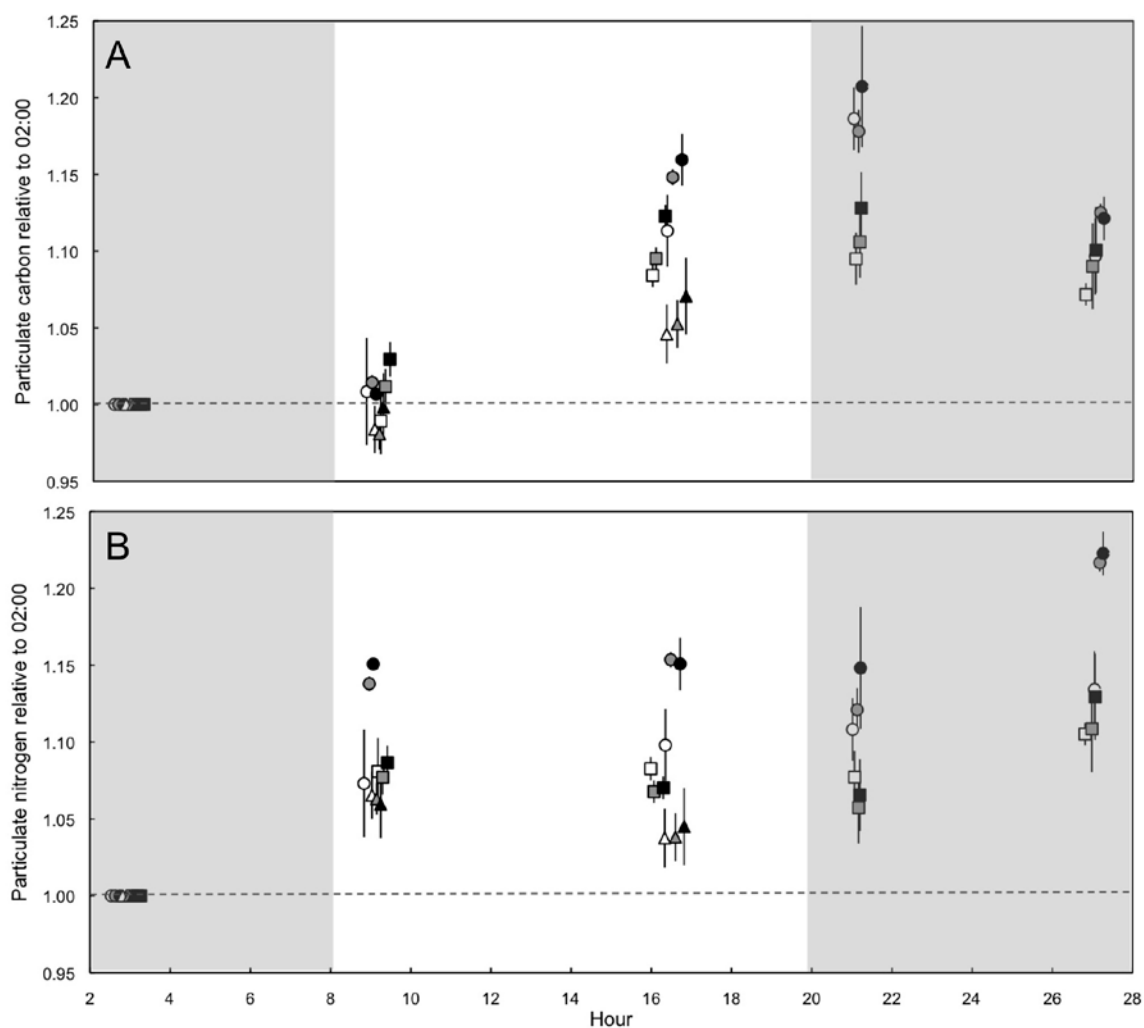 A
Particulate carbon relative to 02:00
1.25
1.20
1.15
1.10
1.05
1.00
0.95
B
Particulate nitrogen relative to 02:00
1.25
1.20
1.15
1.10
1.05
1.00
0.95
2 4 6 8 10 12 14 16 18 20 22 24 26 28
Hour